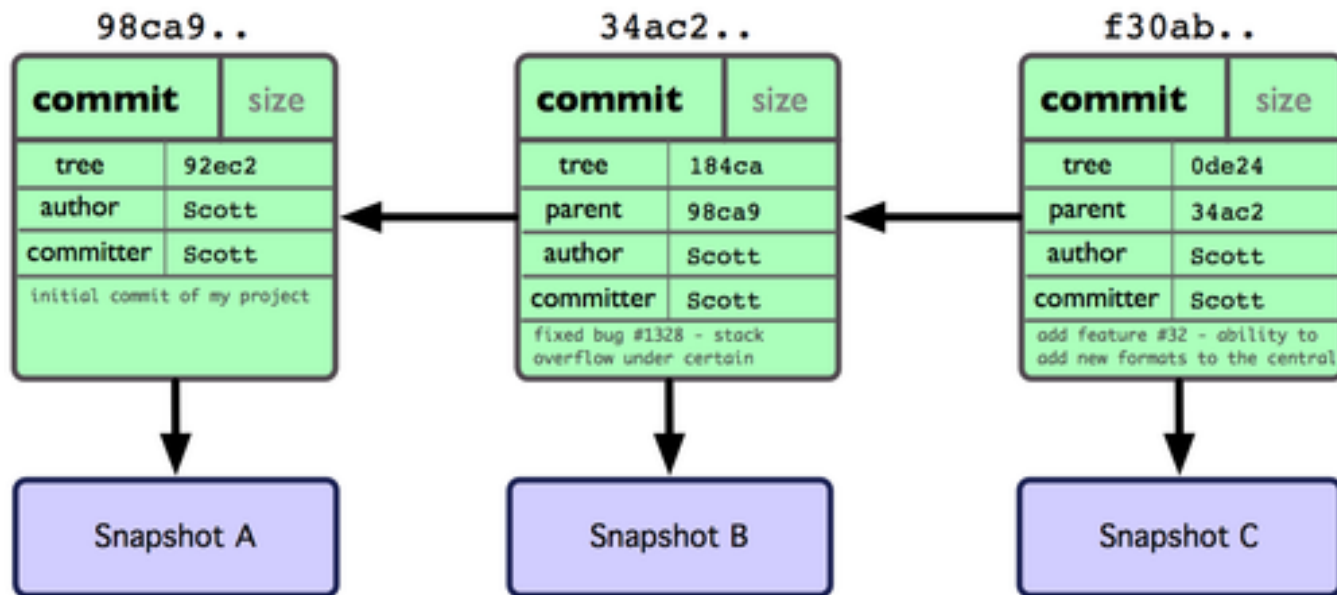 98ca9..
commit size
tree 92ec2
author Scott
committer Scott
initial commit of my project
Snapshot A
34ac2..
commit size
tree 184ca
parent 98ca9
author Scott
committer Scott
fixed bug #1328 - stack
overflow under certain
Snapshot B
f30ab..
commit size
tree 0de24
parent 34ac2
author Scott
committer Scott
add feature #32 - ability to
add new formats to the central
Snapshot C